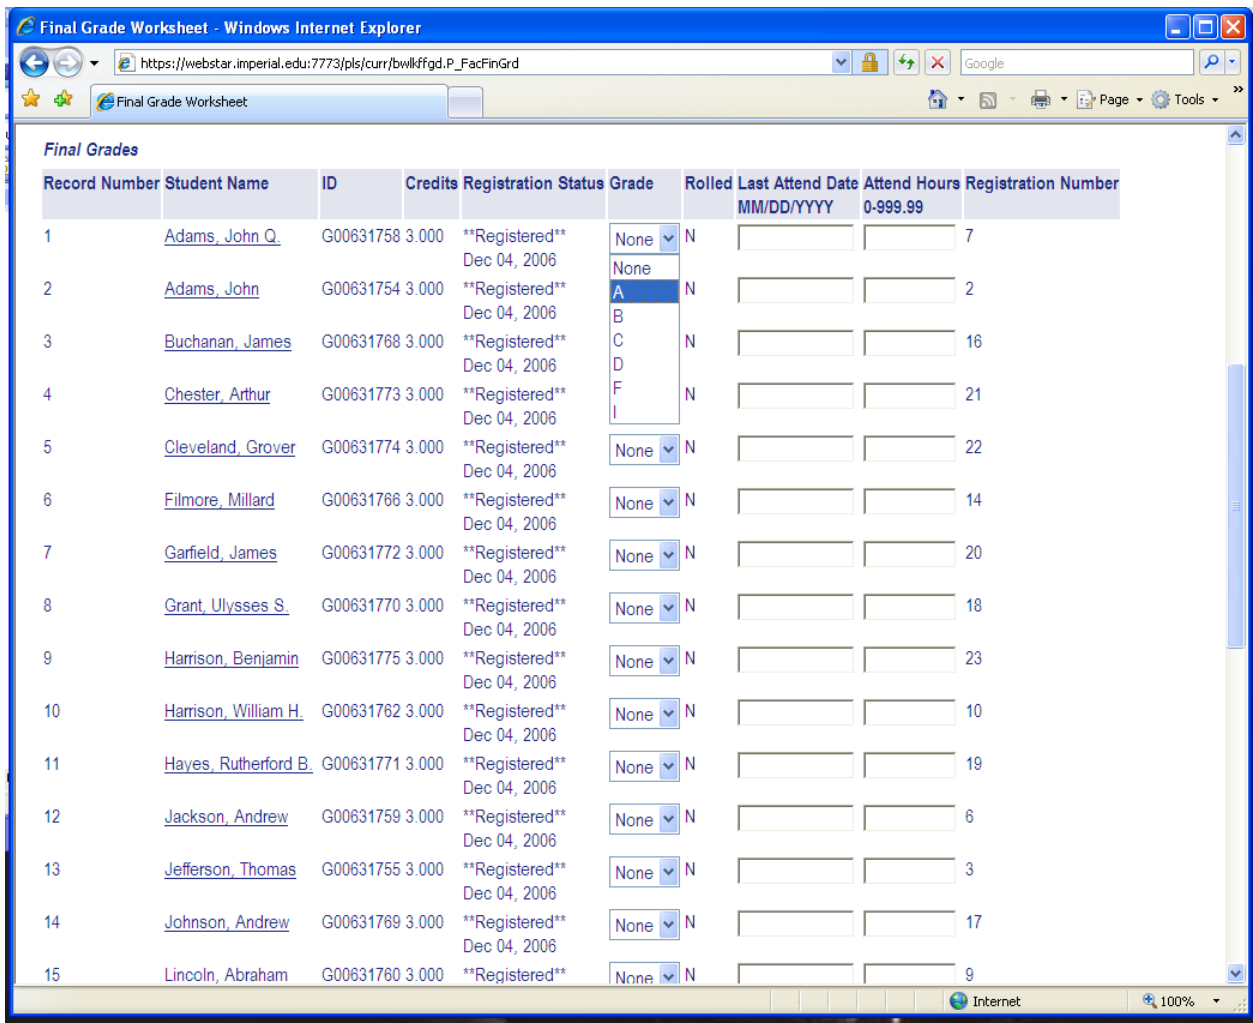 Final Grade Worksheet - Windows Internet Explorer
https://webstar.imperial.edu:7773/pls/curr/bwlkffgd.P_FacFinGrd Google
Final Grade Worksheet Page Tools »
Final Grades
Record Number Student Name ID Credits Registration Status Grade Rolled Last Attend Date Attend Hours Registration Number
MM/DD/YYYY 0-999.99
1 Adams, John Q. G00631758 3.000 **Registered** None N 7
Dec 04, 2006
None
2 Adams, John G00631754 3.000 **Registered** A N 2
Dec 04, 2006 B
3 Buchanan, James G00631768 3.000 **Registered** C N 16
Dec 04, 2006 D
4 Chester, Arthur G00631773 3.000 **Registered** F N 21
Dec 04, 2006 I
5 Cleveland, Grover G00631774 3.000 **Registered** None N 22
Dec 04, 2006
6 Filmore, Millard G00631766 3.000 **Registered** None N 14
Dec 04, 2006
7 Garfield, James G00631772 3.000 **Registered** None N 20
Dec 04, 2006
8 Grant, Ulysses S. G00631770 3.000 **Registered** None N 18
Dec 04, 2006
9 Harrison, Benjamin G00631775 3.000 **Registered** None N 23
Dec 04, 2006
10 Harrison, William H. G00631762 3.000 **Registered** None N 10
Dec 04, 2006
11 Hayes, Rutherford B. G00631771 3.000 **Registered** None N 19
Dec 04, 2006
12 Jackson, Andrew G00631759 3.000 **Registered** None N 6
Dec 04, 2006
13 Jefferson, Thomas G00631755 3.000 **Registered** None N 3
Dec 04, 2006
14 Johnson, Andrew G00631769 3.000 **Registered** None N 17
Dec 04, 2006
15 Lincoln, Abraham G00631760 3.000 **Registered** None N 9
Internet 100%